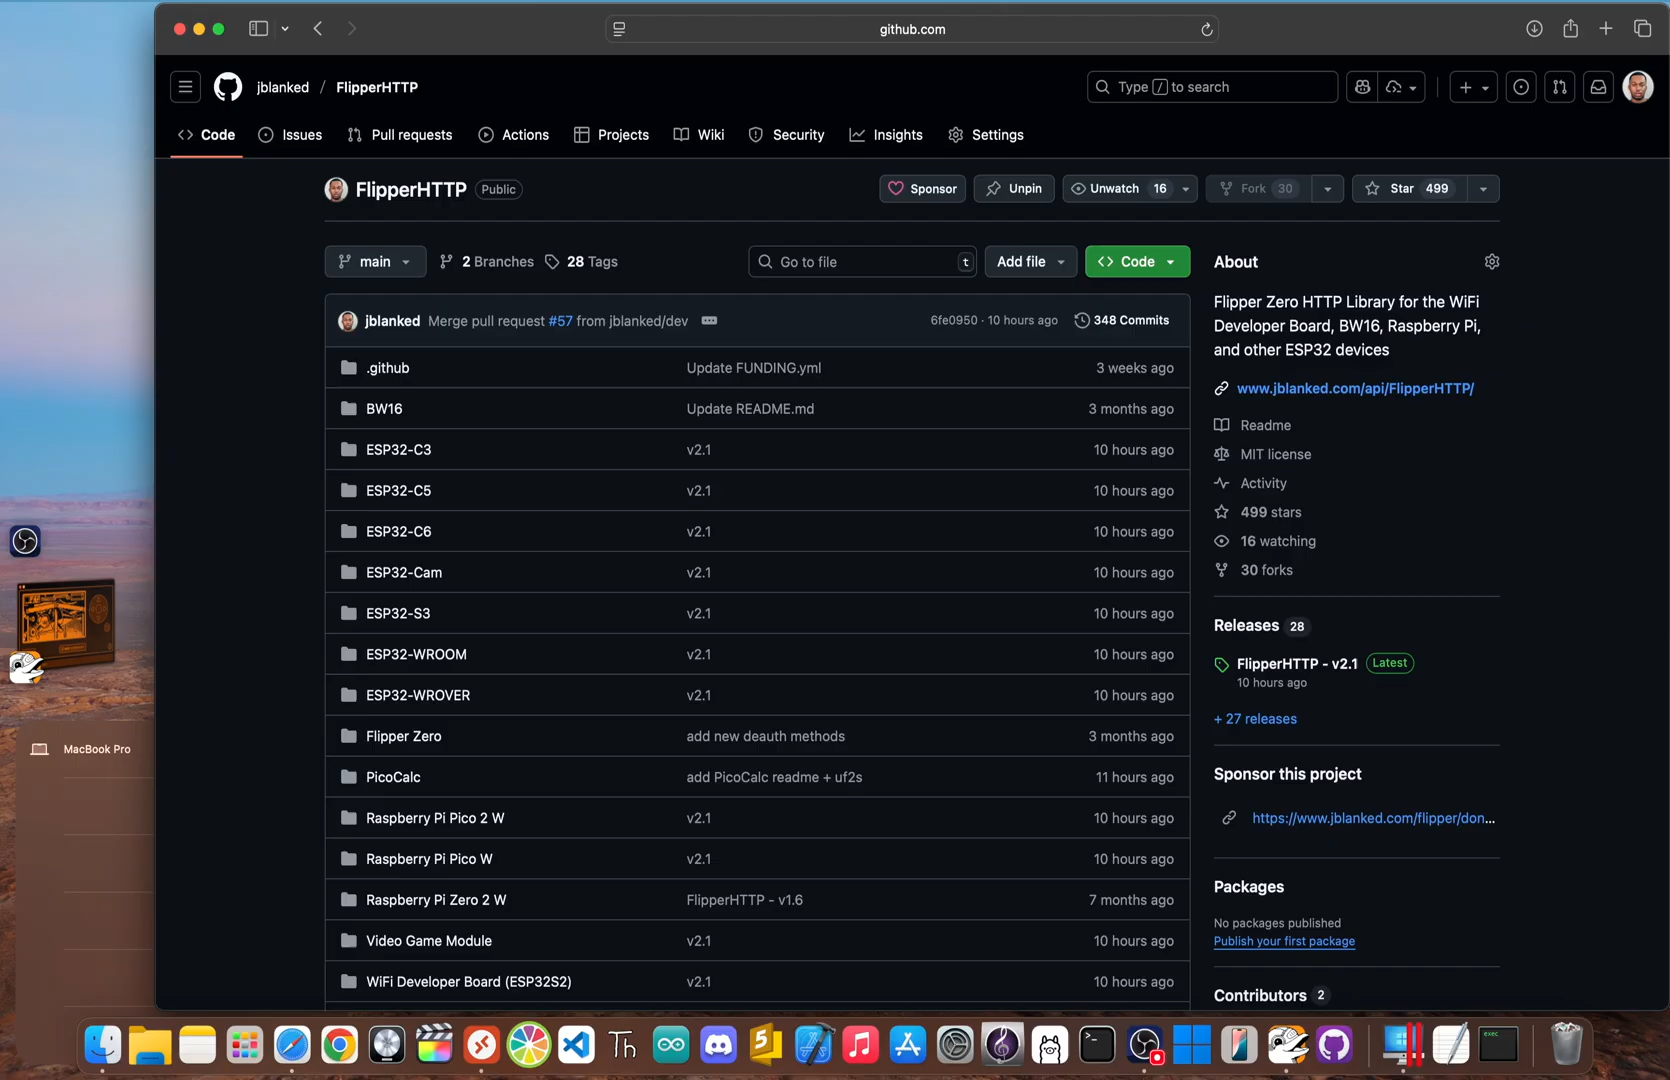 github.com
jblanked / FlipperHTTP
Type / to search
Code Issues Pull requests Actions Projects Wiki Security Insights Settings
FlipperHTTP Public
Sponsor Unpin Unwatch 16 Fork 30 Star 499
main 2 Branches 28 Tags Go to file t Add file Code
jblanked Merge pull request #57 from jblanked/dev 6fe0950 · 10 hours ago 348 Commits
.github Update FUNDING.yml 3 weeks ago
BW16 Update README.md 3 months ago
ESP32-C3 v2.1 10 hours ago
ESP32-C5 v2.1 10 hours ago
ESP32-C6 v2.1 10 hours ago
ESP32-Cam v2.1 10 hours ago
ESP32-S3 v2.1 10 hours ago
ESP32-WROOM v2.1 10 hours ago
ESP32-WROVER v2.1 10 hours ago
Flipper Zero add new deauth methods 3 months ago
PicoCalc add PicoCalc readme + uf2s 11 hours ago
Raspberry Pi Pico 2 W v2.1 10 hours ago
Raspberry Pi Pico W v2.1 10 hours ago
Raspberry Pi Zero 2 W FlipperHTTP - v1.6 7 months ago
Video Game Module v2.1 10 hours ago
WiFi Developer Board (ESP32S2) v2.1 10 hours ago
About
Flipper Zero HTTP Library for the WiFi
Developer Board, BW16, Raspberry Pi,
and other ESP32 devices
www.jblanked.com/api/FlipperHTTP/
Readme
MIT license
Activity
499 stars
16 watching
30 forks
Releases 28
FlipperHTTP - v2.1 Latest
10 hours ago
+ 27 releases
Sponsor this project
https://www.jblanked.com/flipper/don...
Packages
No packages published
Publish your first package
Contributors 2
MacBook Pro
Th
exec